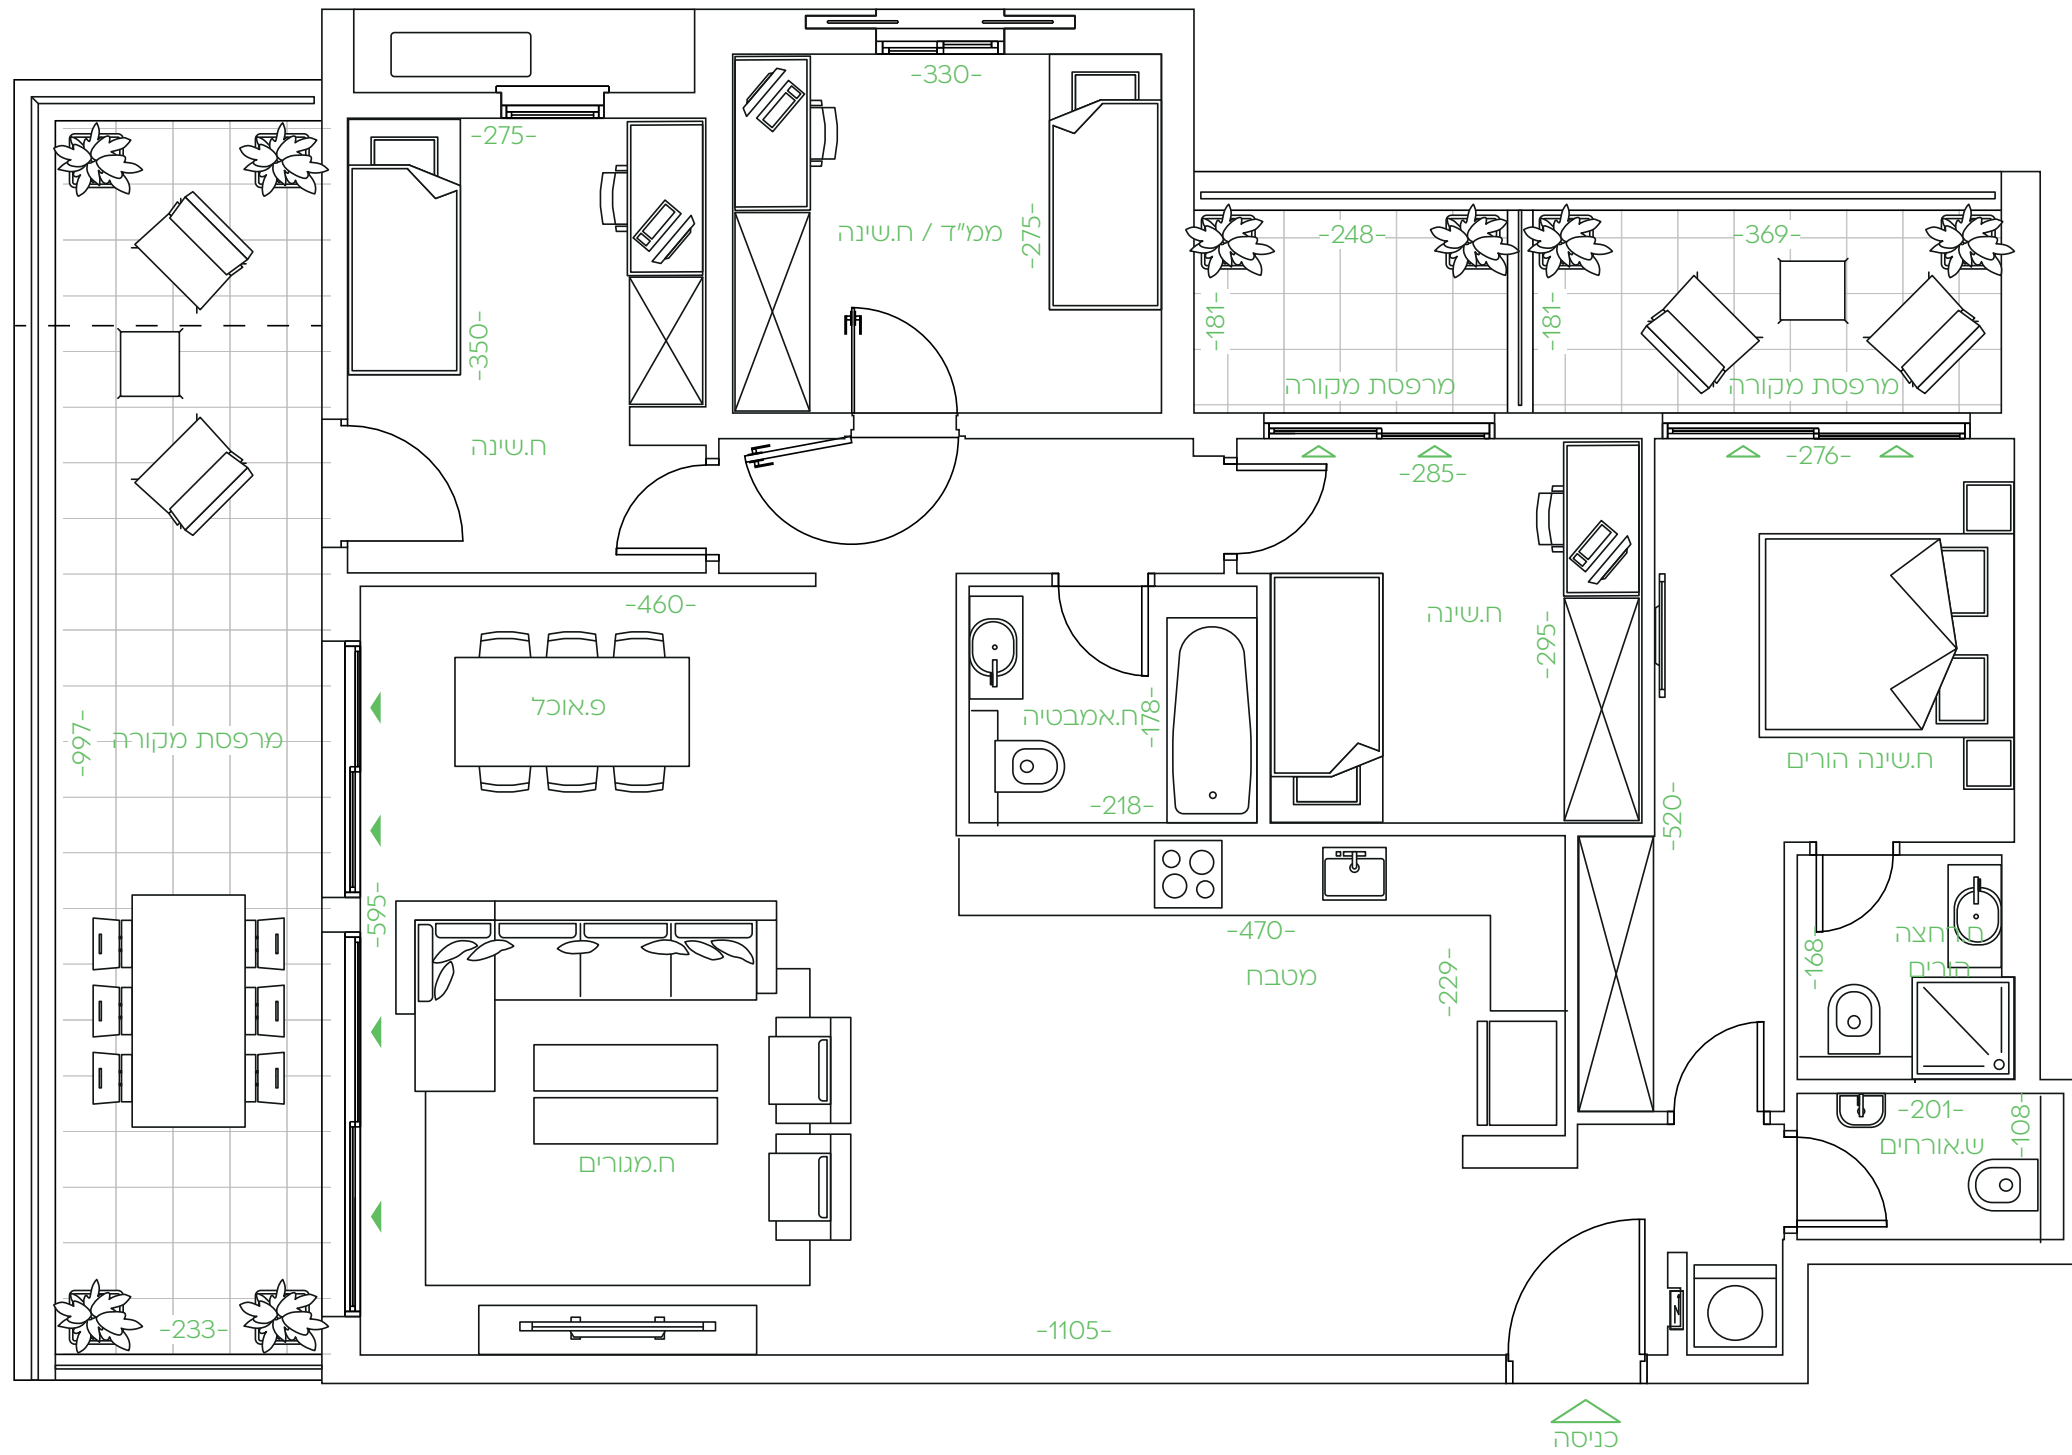 -330-
-275-
ממ"ד / ח.שינה
-275-
-248-
-369-
-181-
-181-
-350-
מרפסת מקורה
מרפסת מקורה
ח.שינה
-285-
-276-
-460-
ח.שינה
-295-
פ.אוכל
ח.אמבטיה
-178-
-997-
מרפסת מקורה
ח.שינה הורים
-218-
-520-
-595-
-470-
ח.רחצה
הורים
-168-
מטבח
-229-
-201-
-108-
ש.אורחים
ח.מגורים
-233-
-1105-
כניסה